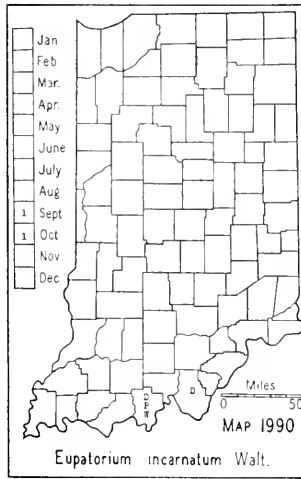 Jan
Feb
Mar.
Apr.
May
June
July
Aug
1 Sept
1 Oct
Nov
Dec
D
P
W
D
Miles
0 50
MAP 1990
Eupatorium incarnatum Walt.